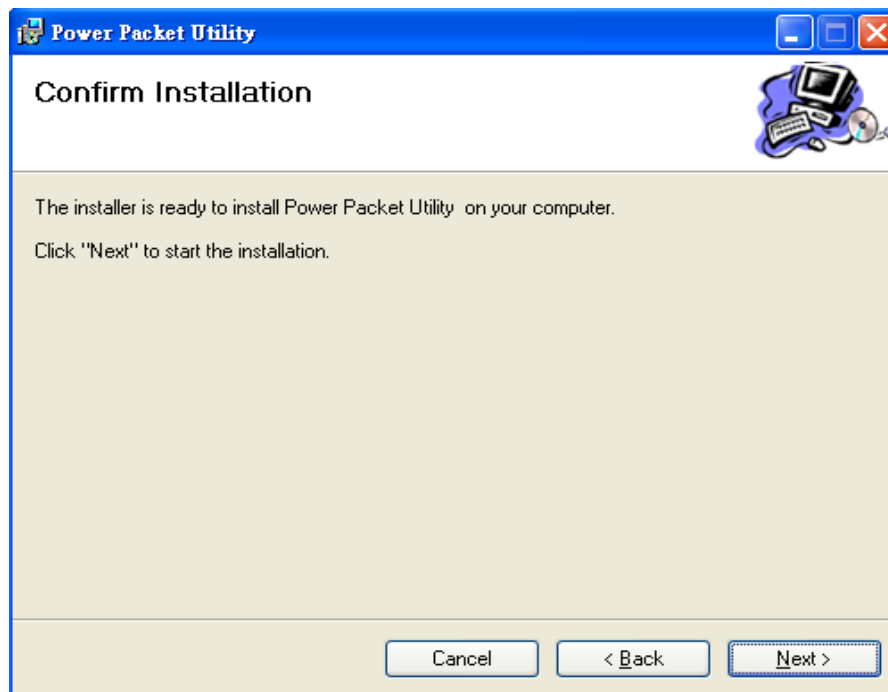 Power Packet Utility
Confirm Installation
The installer is ready to install Power Packet Utility  on your computer.
Click "Next" to start the installation.
Cancel
< Back
Next >